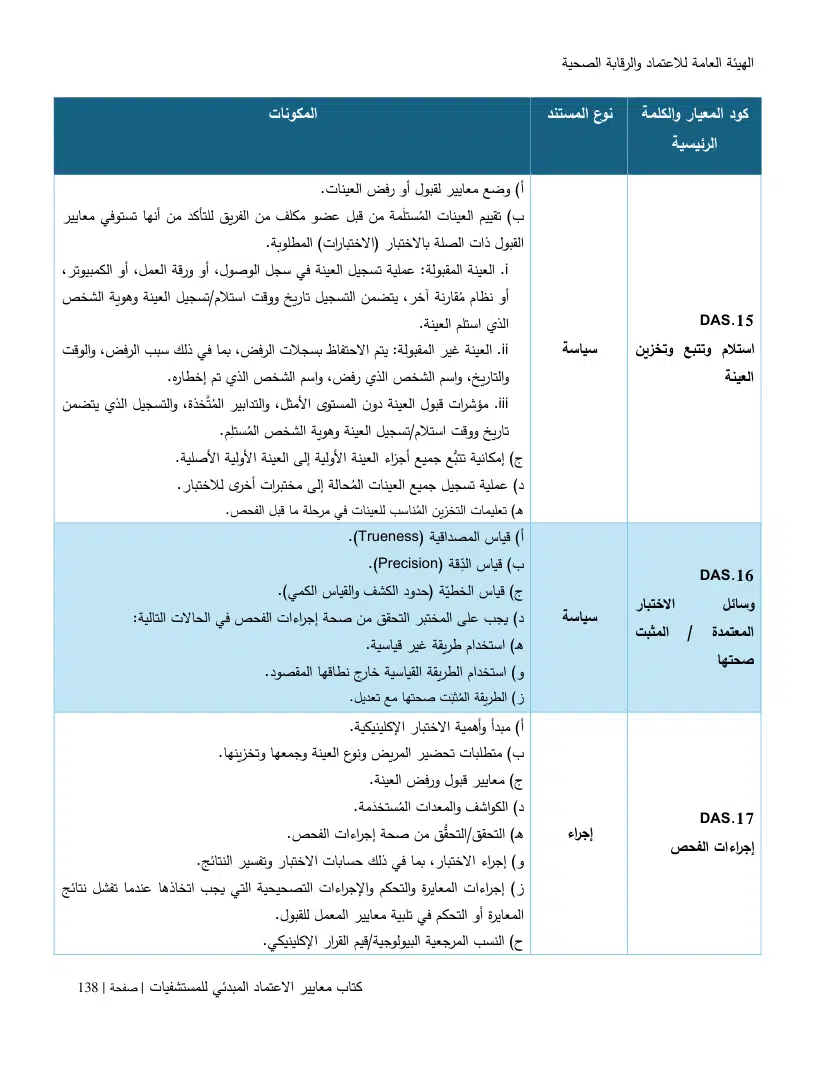 الهيئة العامة للاعتماد والرقابة الصحية
كود المعيار والكلمة
الرئيسية
نوع المستند
المكونات
DAS.15
استلام وتتبع وتخزين
العينة
سياسة
أ) وضع معايير لقبول أو رفض العينات.
ب) تقييم العينات المُستلَمة من قبل عضو مكلف من الفريق للتأكد من أنها تستوفي معايير
القبول ذات الصلة بالاختبار (الاختبارات) المطلوبة.
i. العينة المقبولة: عملية تسجيل العينة في سجل الوصول، أو ورقة العمل، أو الكمبيوتر،
أو نظام مُقارنة آخر، يتضمن التسجيل تاريخ ووقت استلام/تسجيل العينة وهوية الشخص
الذي استلم العينة.
ii. العينة غير المقبولة: يتم الاحتفاظ بسجلات الرفض، بما في ذلك سبب الرفض، والوقت
والتاريخ، واسم الشخص الذي رفض، واسم الشخص الذي تم إخطاره.
iii. مؤشرات قبول العينة دون المستوى الأمثل، والتدابير المُتَّخذة، والتسجيل الذي يتضمن
تاريخ ووقت استلام/تسجيل العينة وهوية الشخص المُستلِم.
ج) إمكانية تتبُّع جميع أجزاء العينة الأولية إلى العينة الأولية الأصلية.
د) عملية تسجيل جميع العينات المُحالة إلى مختبرات أخرى للاختبار.
ه) تعليمات التخزين المُناسب للعينات في مرحلة ما قبل الفحص.
DAS.16
وسائل الاختبار
المعتمدة / المثبت
صحتها
سياسة
أ) قياس المصداقية (Trueness).
ب) قياس الدِّقة (Precision).
ج) قياس الخطيّة (حدود الكشف والقياس الكمي).
د) يجب على المختبر التحقق من صحة إجراءات الفحص في الحالات التالية:
ه) استخدام طريقة غير قياسية.
و) استخدام الطريقة القياسية خارج نطاقها المقصود.
ز) الطريقة المُثبَت صحتها مع تعديل.
DAS.17
إجراءات الفحص
إجراء
أ) مبدأ وأهمية الاختبار الإكلينيكية.
ب) متطلبات تحضير المريض ونوع العينة وجمعها وتخزينها.
ج) معايير قبول ورفض العينة.
د) الكواشف والمعدات المُستخدَمة.
ه) التحقق/التحقُّق من صحة إجراءات الفحص.
و) إجراء الاختبار، بما في ذلك حسابات الاختبار وتفسير النتائج.
ز) إجراءات المعايرة والتحكم والإجراءات التصحيحية التي يجب اتخاذها عندما تفشل نتائج
المعايرة أو التحكم في تلبية معايير المعمل للقبول.
ح) النسب المرجعية البيولوجية/قيم القرار الإكلينيكي.
كتاب معايير الاعتماد المبدئي للمستشفيات | صفحة | 138